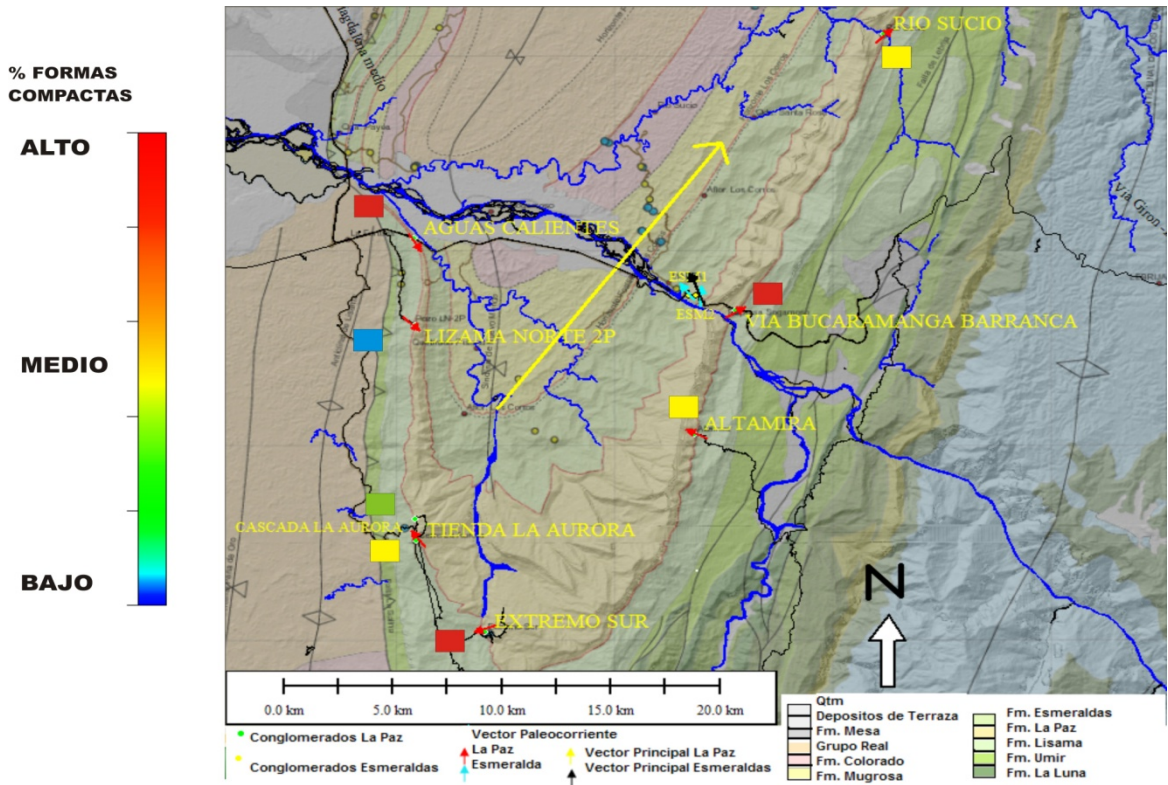 % FORMAS
COMPACTAS
ALTO
MEDIO
BAJO
Magdalena medio
RIO SUCIO
Via Giron
AGUAS CALIENTES
LIZAMA NORTE 2P
VIA BUCARAMANGA BARRANCA
ALTAMIRA
CASCADA LA AURORA
TIENDA LA AURORA
EXTREMO SUR
N
0.0 km 5.0 km 10.0 km 15.0 km 20.0 km
Conglomerados La Paz
Conglomerados Esmeraldas
Vector Paleocorriente
La Paz
Esmeralda
Vector Principal La Paz
Vector Principal Esmeraldas
Qtm
Depositos de Terraza
Fm. Mesa
Grupo Real
Fm. Colorado
Fm. Mugrosa
Fm. Esmeraldas
Fm. La Paz
Fm. Lisama
Fm. Umir
Fm. La Luna